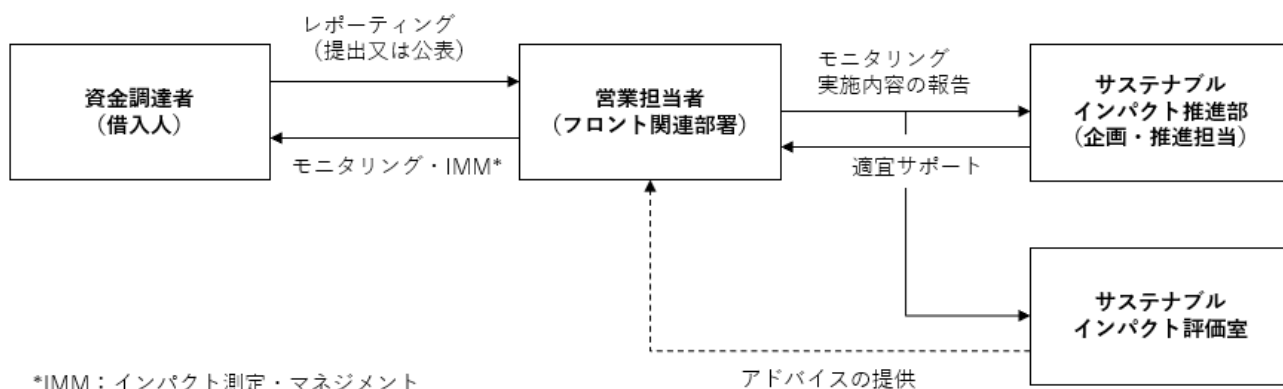 レポーティング
（提出又は公表）
資金調達者
（借入人）
営業担当者
（フロント関連部署）
モニタリング
実施内容の報告
サステナブル
インパクト推進部
（企画・推進担当）
モニタリング・IMM*
適宜サポート
サステナブル
インパクト評価室
*IMM：インパクト測定・マネジメント
アドバイスの提供